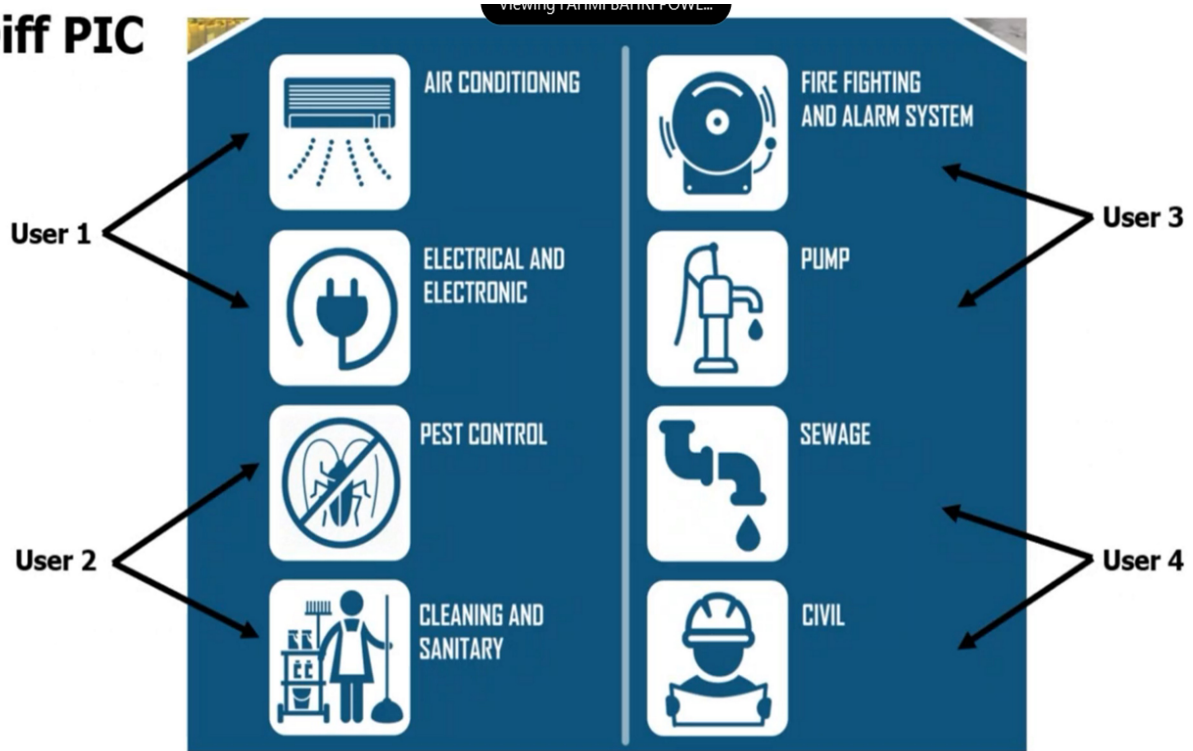 iff PIC
AIR CONDITIONING
ELECTRICAL AND
ELECTRONIC
PEST CONTROL
CLEANING AND
SANITARY
FIRE FIGHTING
AND ALARM SYSTEM
PUMP
SEWAGE
CIVIL
User 1
User 2
User 3
User 4